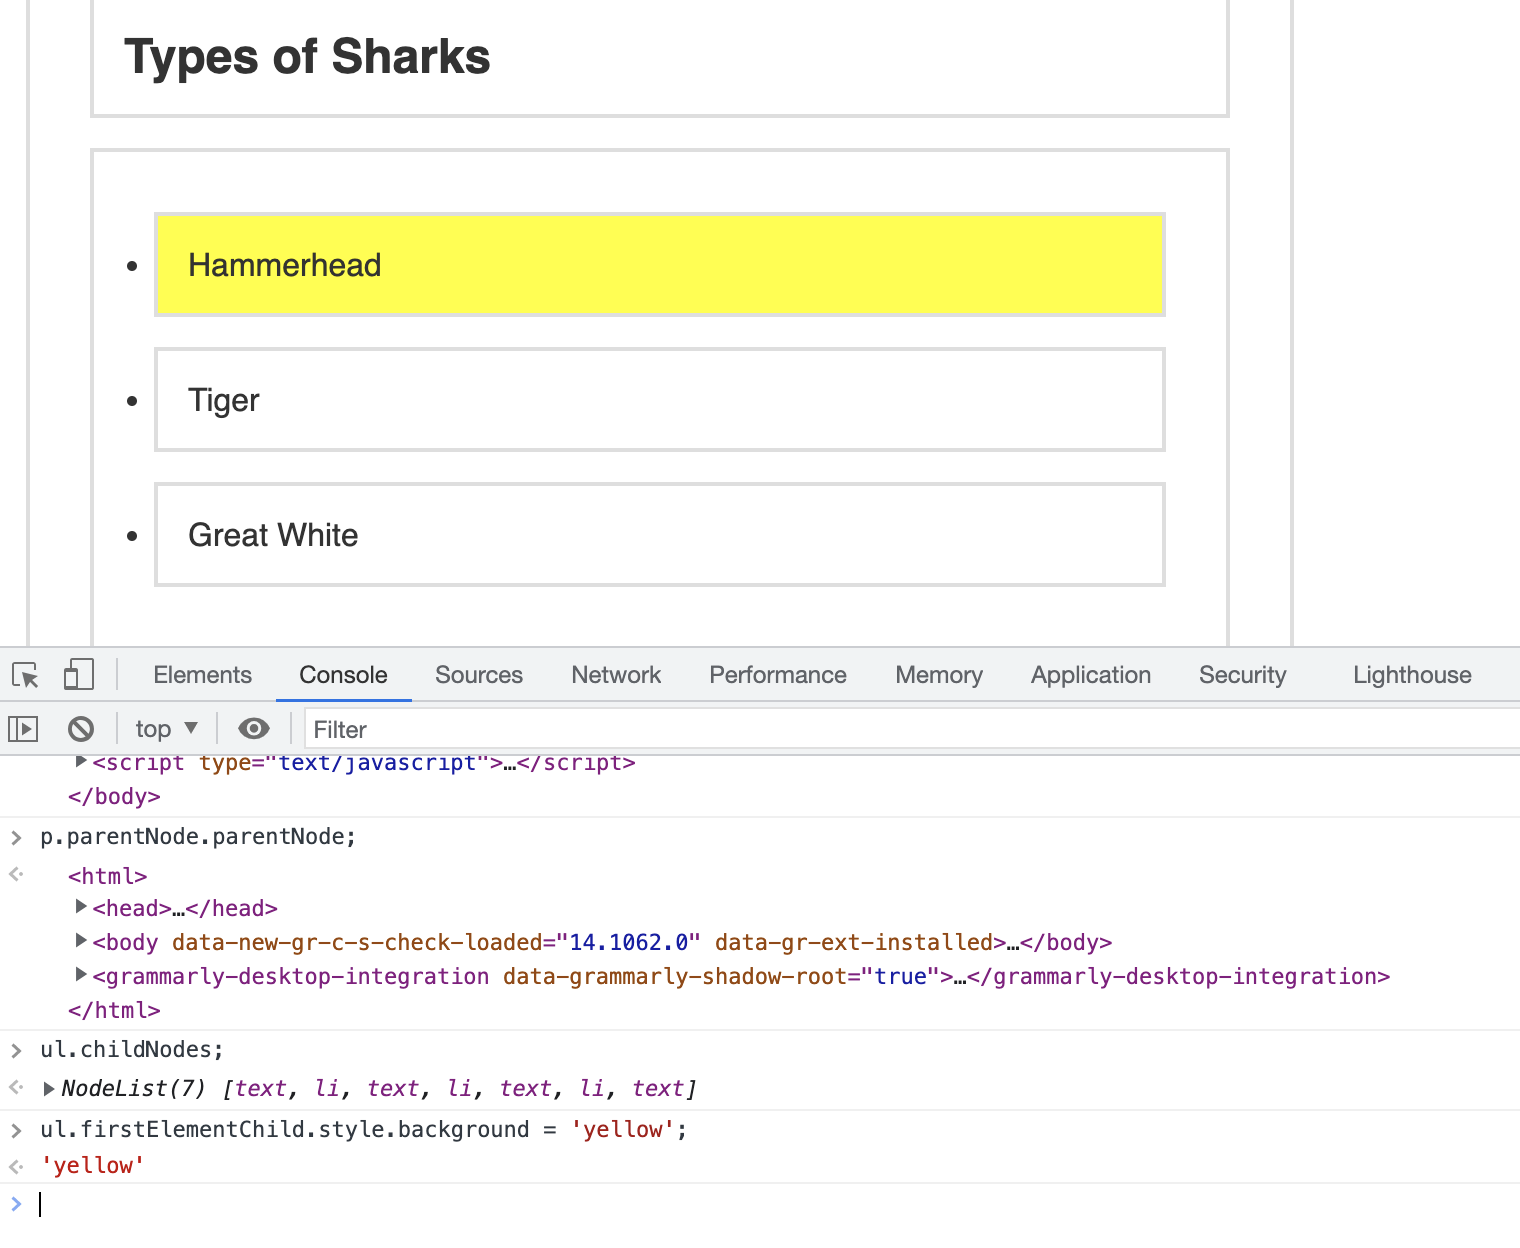 Types of Sharks
Hammerhead
Tiger
Great White
Elements Console Sources Network Performance Memory Application Security Lighthouse
top Filter
<script type="text/javascript">…</script>
</body>
p.parentNode.parentNode;
<html>
<head>…</head>
<body data-new-gr-c-s-check-loaded="14.1062.0" data-gr-ext-installed>…</body>
<grammarly-desktop-integration data-grammarly-shadow-root="true">…</grammarly-desktop-integration>
</html>
ul.childNodes;
NodeList(7) [text, li, text, li, text, li, text]
ul.firstElementChild.style.background = 'yellow';
'yellow'